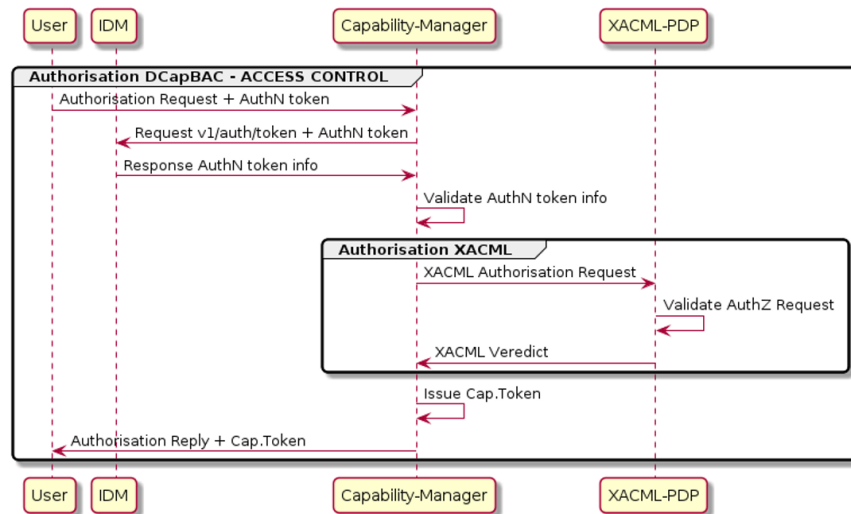 User IDM Capability-Manager XACML-PDP
Authorisation DCapBAC - ACCESS CONTROL
Authorisation Request + AuthN token
Request v1/auth/token + AuthN token
Response AuthN token info
Validate AuthN token info
Authorisation XACML
XACML Authorisation Request
Validate AuthZ Request
XACML Veredict
Issue Cap.Token
Authorisation Reply + Cap.Token
User IDM Capability-Manager XACML-PDP